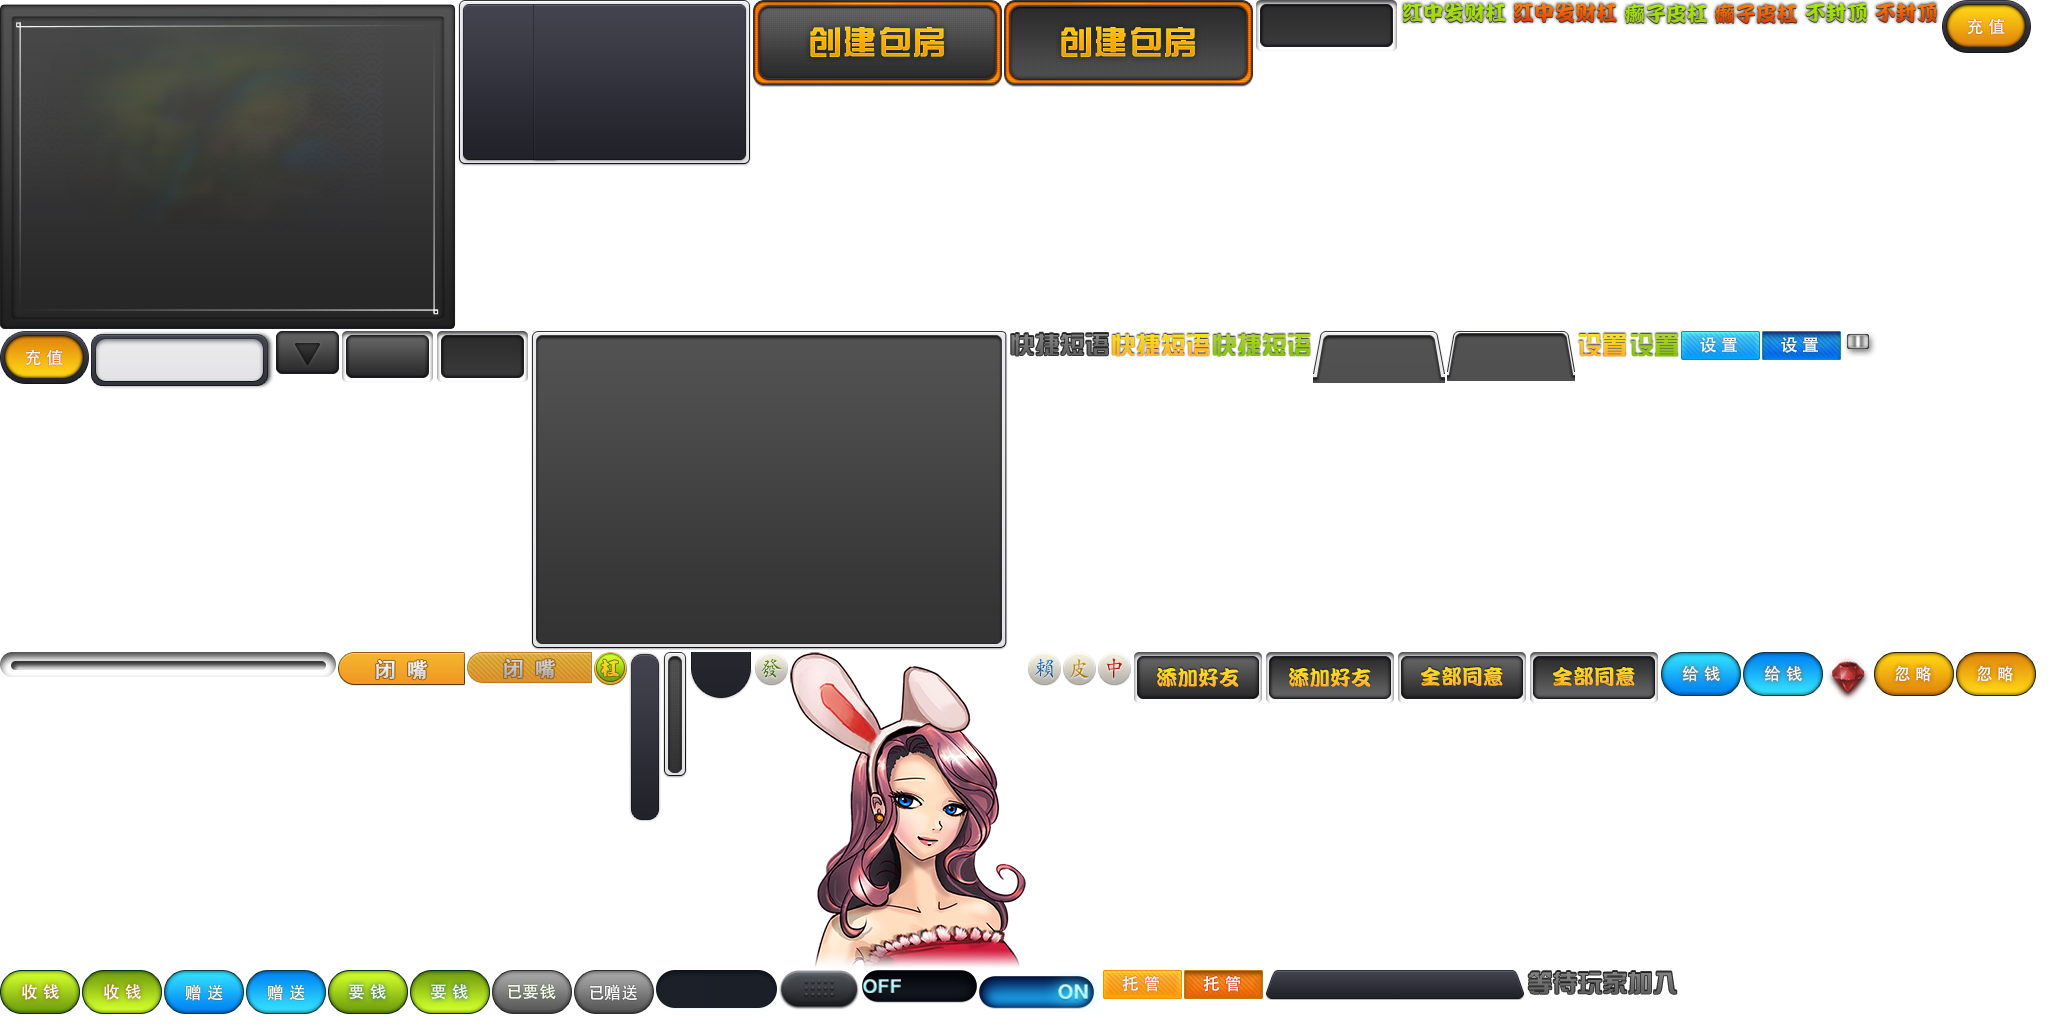 创建包房
创建包房
红中发财杠
红中发财杠
癞子皮杠
癞子皮杠
不封顶
不封顶
充值
充值
快捷短语
快捷短语
快捷短语
设置
设置
设置
设置
闭嘴
闭嘴
杠
發
賴
皮
中
添加好友
添加好友
全部同意
全部同意
给钱
给钱
忽略
忽略
收钱
收钱
赠送
赠送
要钱
要钱
已要钱
已赠送
OFF
ON
托管
托管
等待玩家加入